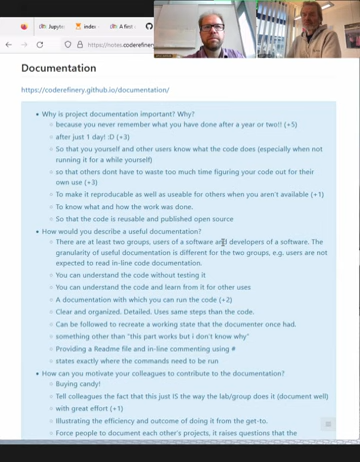 Jupyte
index
A first
https://notes.coderefinery
Documentation
https://coderefinery.github.io/documentation/
Why is project documentation important? Why?
because you never remember what you have done after a year or two!! (+5)
after just 1 day! :D (+3)
So that you yourself and other users know what the code does (especially when not
running it for a while yourself)
so that others dont have to waste too much time figuring your code out for their
own use (+3)
To make it reproducable as well as useable for others when you aren't available (+1)
To know what and how the work was done.
So that the code is reusable and published open source
How would you describe a useful documentation?
There are at least two groups, users of a software and developers of a software. The
granularity of useful documentation is different for the two groups, e.g. users are not
expected to read in-line code documentation.
You can understand the code without testing it
You can understand the code and learn from it for other uses
A documentation with which you can run the code (+2)
Clear and organized. Detailed. Uses same steps than the code.
Can be followed to recreate a working state that the documenter once had.
something other than "this part works but i don't know why"
Providing a Readme file and in-line commenting using #
states exactly where the commands need to be run
How can you motivate your colleagues to contribute to the documentation?
Buying candy!
Tell colleagues the fact that this just IS the way the lab/group does it (document well)
with great effort (+1)
Illustrating the efficiency and outcome of doing it from the get-to.
Force people to document each other's projects, it raises questions that the